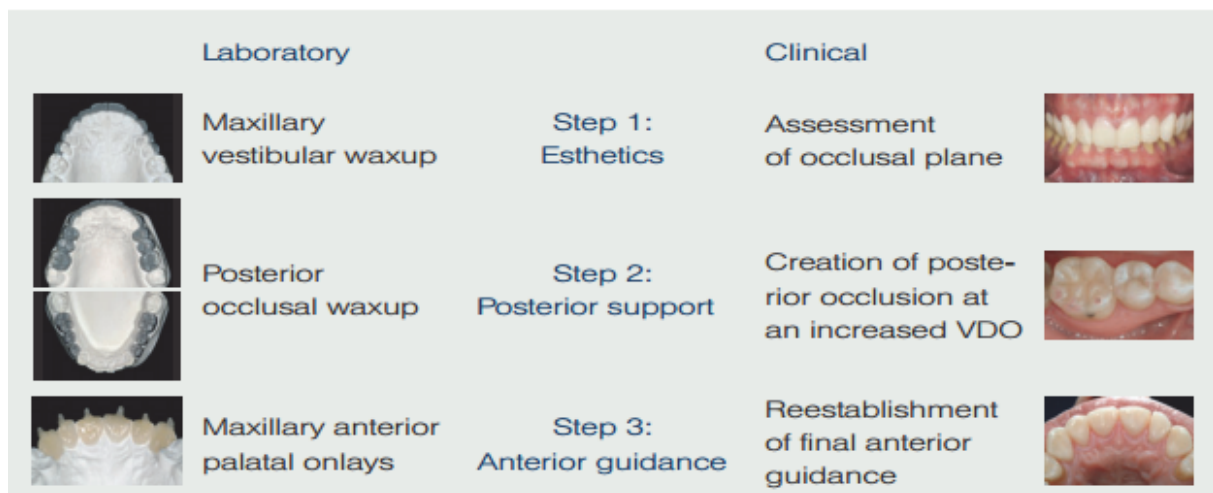 Laboratory
Clinical
Maxillary
vestibular waxup
Step 1:
Esthetics
Assessment
of occlusal plane
Posterior
occlusal waxup
Step 2:
Posterior support
Creation of poste-
rior occlusion at
an increased VDO
Maxillary anterior
palatal onlays
Step 3:
Anterior guidance
Reestablishment
of final anterior
guidance